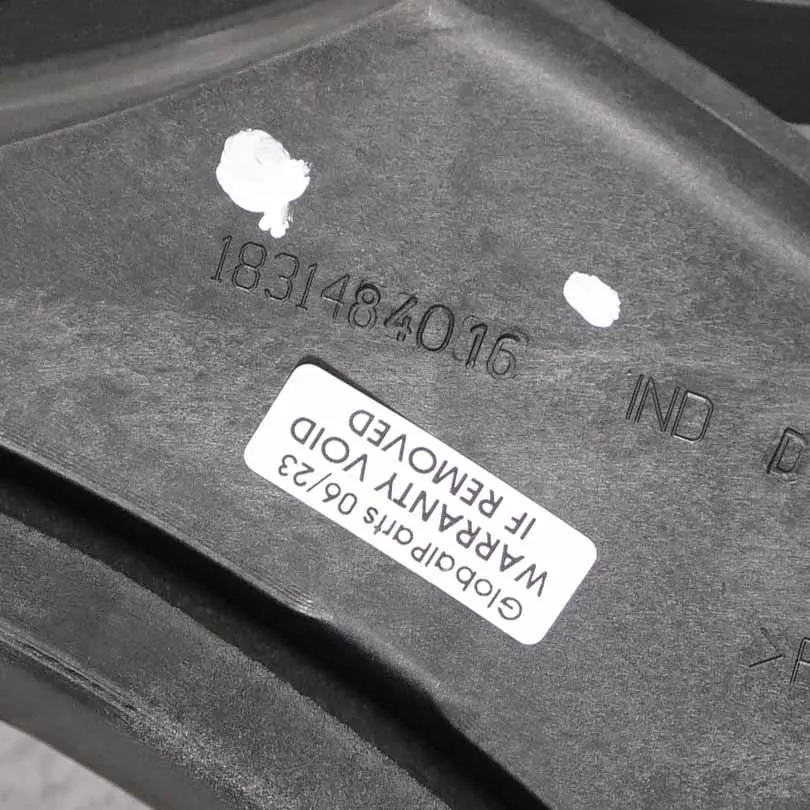 1831484016
IND D
GlobalParts 06/23
WARRANTY VOID
IF REMOVED